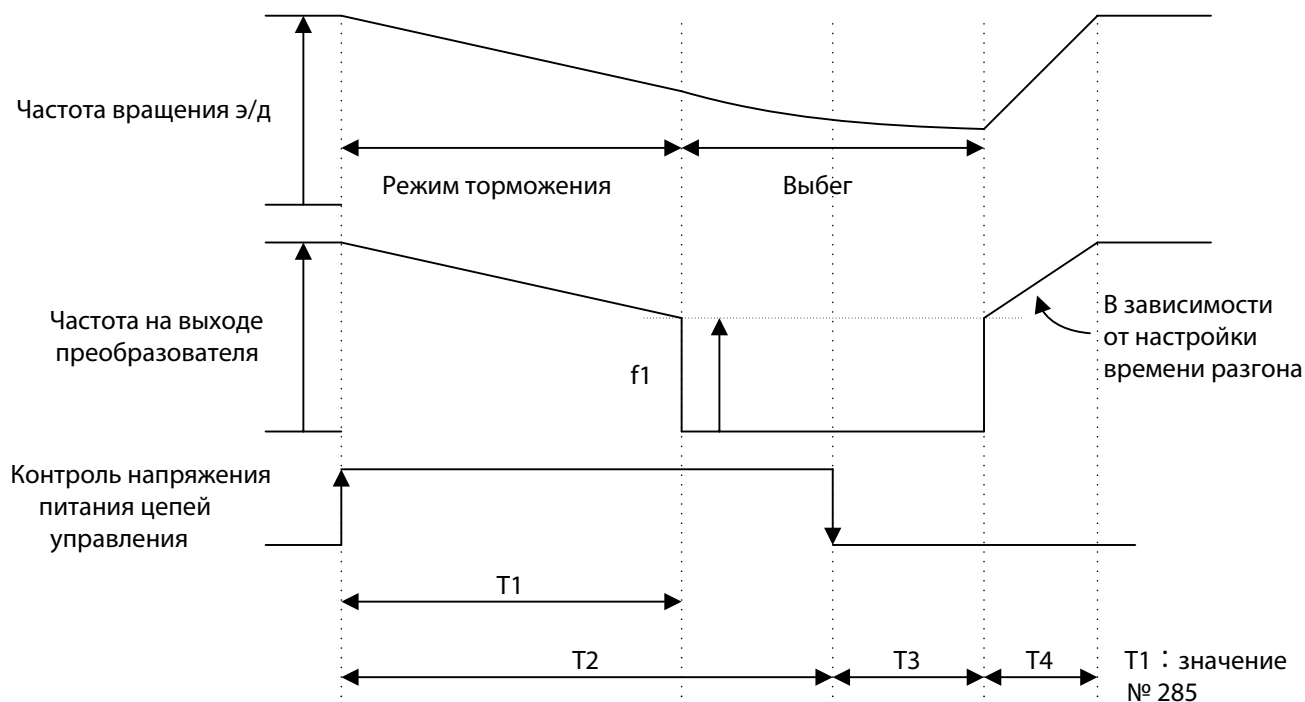 Частота вращения э/д
Режим торможения
Выбег
Частота на выходе
преобразователя
f1
В зависимости
от настройки
времени разгона
Контроль напряжения
питания цепей
управления
T1
T2
T3
T4
T1 : значение
№ 285